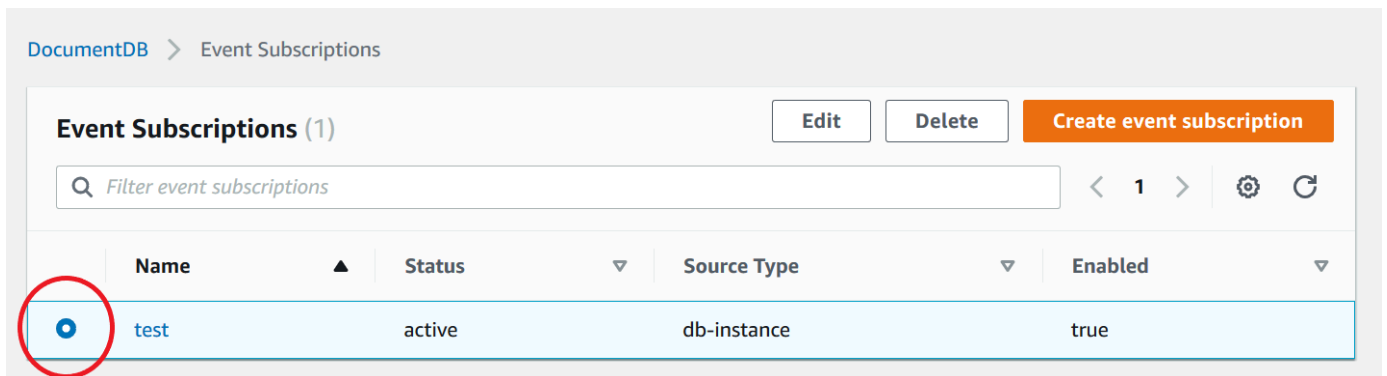 DocumentDB > Event Subscriptions
Event Subscriptions (1) Edit Delete Create event subscription
Filter event subscriptions 1
Name Status Source Type Enabled
test active db-instance true